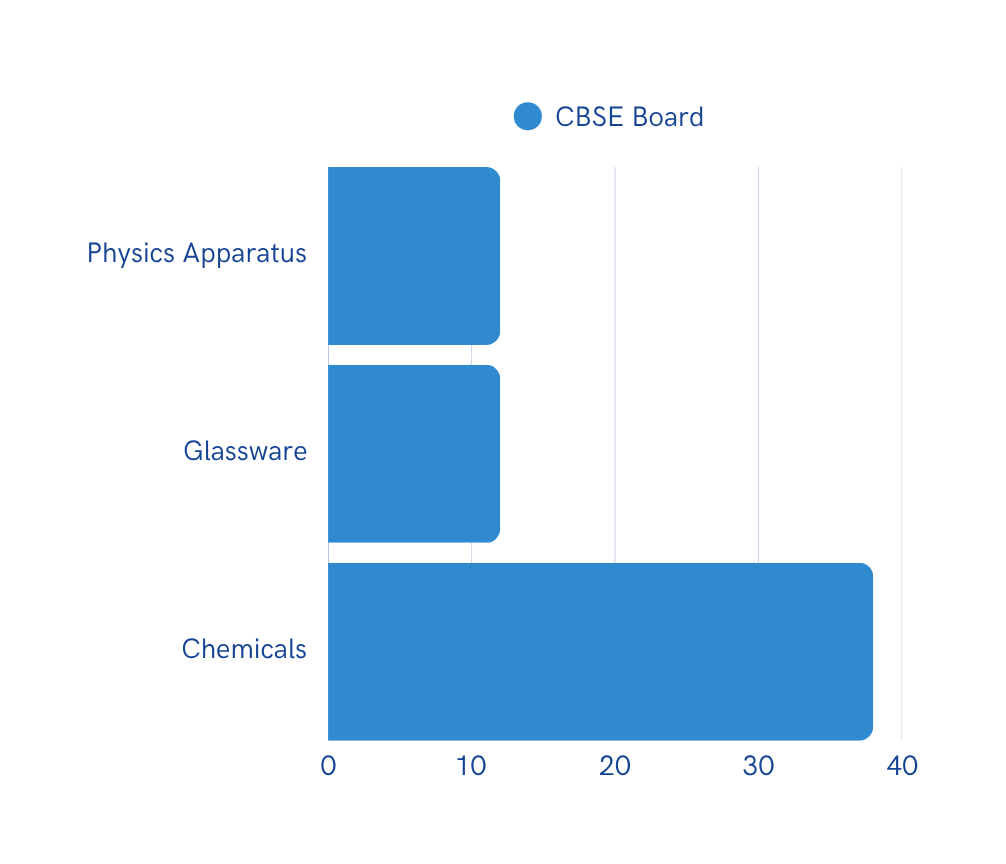 CBSE Board
Physics Apparatus
Glassware
Chemicals
0 10 20 30 40